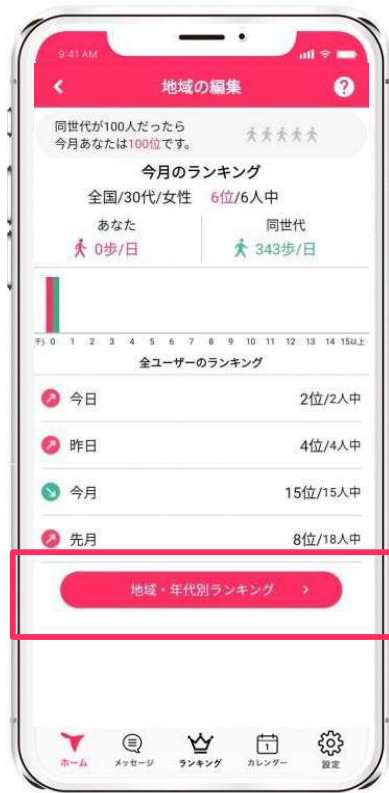 9:41 AM
地域の編集
?
同世代が100人だったら
今月あなたは100位です。
今月のランキング
全国/30代/女性 6位/6人中
あなた 同世代
0歩/日 343歩/日
千) 0 1 2 3 4 5 6 7 8 9 10 11 12 13 14 15以上
全ユーザーのランキング
今日 2位/2人中
昨日 4位/4人中
今月 15位/15人中
先月 8位/18人中
地域・年代別ランキング >
1
ホーム メッセージ ランキング カレンダー 設定